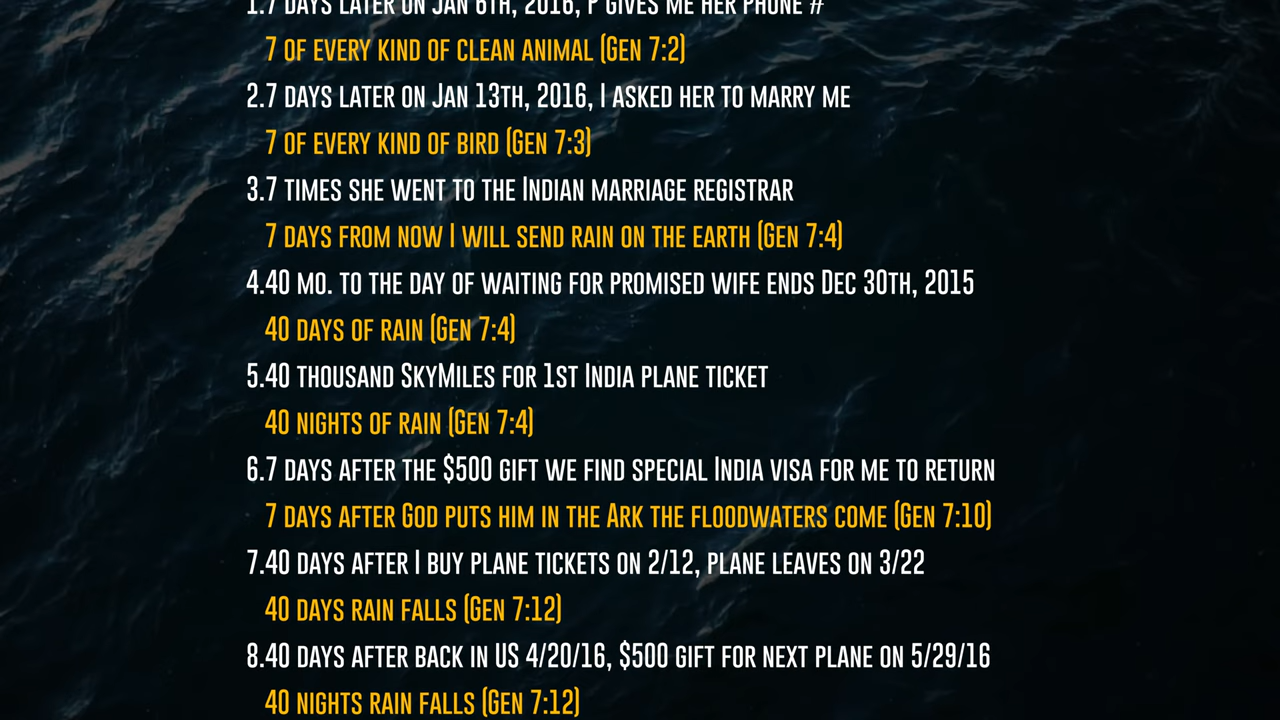 1.7 DAYS LATER ON JAN 6TH, 2016, P GIVES ME HER PHONE #
7 OF EVERY KIND OF CLEAN ANIMAL (GEN 7:2)
2.7 DAYS LATER ON JAN 13TH, 2016, I ASKED HER TO MARRY ME
7 OF EVERY KIND OF BIRD (GEN 7:3)
3.7 TIMES SHE WENT TO THE INDIAN MARRIAGE REGISTRAR
7 DAYS FROM NOW I WILL SEND RAIN ON THE EARTH (GEN 7:4)
4.40 MO. TO THE DAY OF WAITING FOR PROMISED WIFE ENDS DEC 30TH, 2015
40 DAYS OF RAIN (GEN 7:4)
5.40 THOUSAND SKYMILES FOR 1ST INDIA PLANE TICKET
40 NIGHTS OF RAIN (GEN 7:4)
6.7 DAYS AFTER THE $500 GIFT WE FIND SPECIAL INDIA VISA FOR ME TO RETURN
7 DAYS AFTER GOD PUTS HIM IN THE ARK THE FLOODWATERS COME (GEN 7:10)
7.40 DAYS AFTER I BUY PLANE TICKETS ON 2/12, PLANE LEAVES ON 3/22
40 DAYS RAIN FALLS (GEN 7:12)
8.40 DAYS AFTER BACK IN US 4/20/16, $500 GIFT FOR NEXT PLANE ON 5/29/16
40 NIGHTS RAIN FALLS (GEN 7:12)